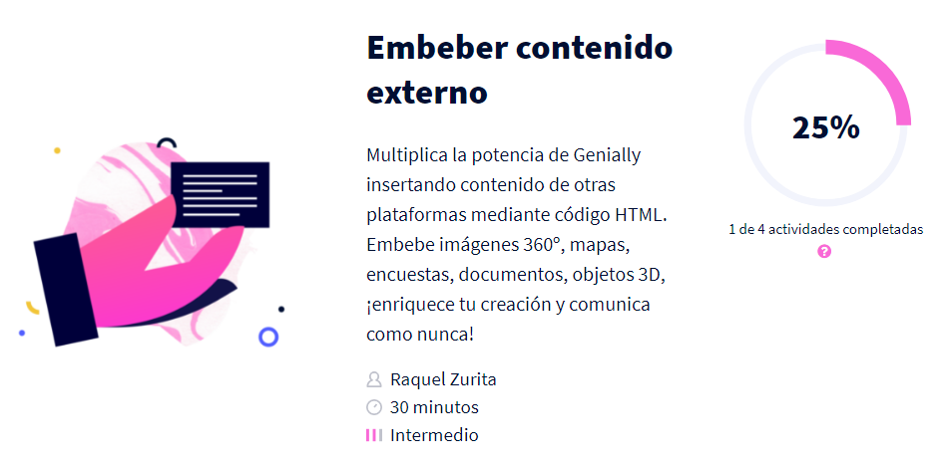 Embeber contenido
externo
Multiplica la potencia de Genially
insertando contenido de otras
plataformas mediante código HTML.
Embebe imágenes 360º, mapas,
encuestas, documentos, objetos 3D,
¡enriquece tu creación y comunica
como nunca!
Raquel Zurita
30 minutos
Intermedio
25%
1 de 4 actividades completadas
?